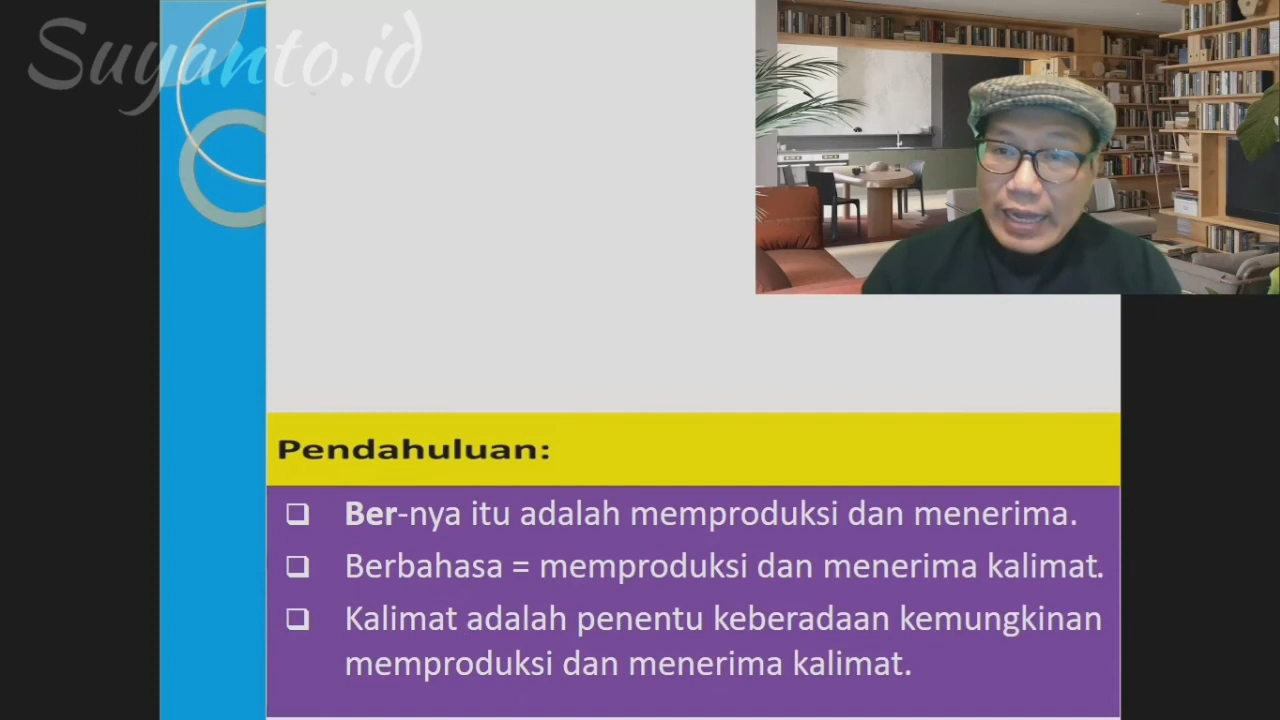 Suyanto.id
Pendahuluan:
Ber-nya itu adalah memproduksi dan menerima.
Berbahasa = memproduksi dan menerima kalimat.
Kalimat adalah penentu keberadaan kemungkinan
memproduksi dan menerima kalimat.